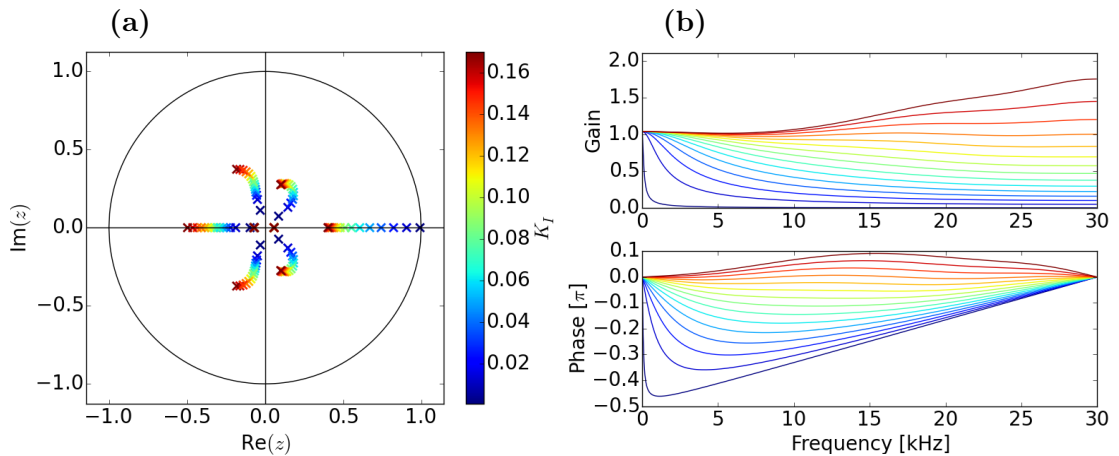 (a)
1.0
0.5
0.0
−0.5
−1.0
Im(z)
−1.0 −0.5 0.0 0.5 1.0
Re(z)
0.16
0.14
0.12
0.10
0.08
0.06
0.04
0.02
K_I
(b)
2.0
1.5
1.0
0.5
0.0
Gain
0 5 10 15 20 25 30
0.1
0.0
−0.1
−0.2
−0.3
−0.4
−0.5
Phase [π]
0 5 10 15 20 25 30
Frequency [kHz]